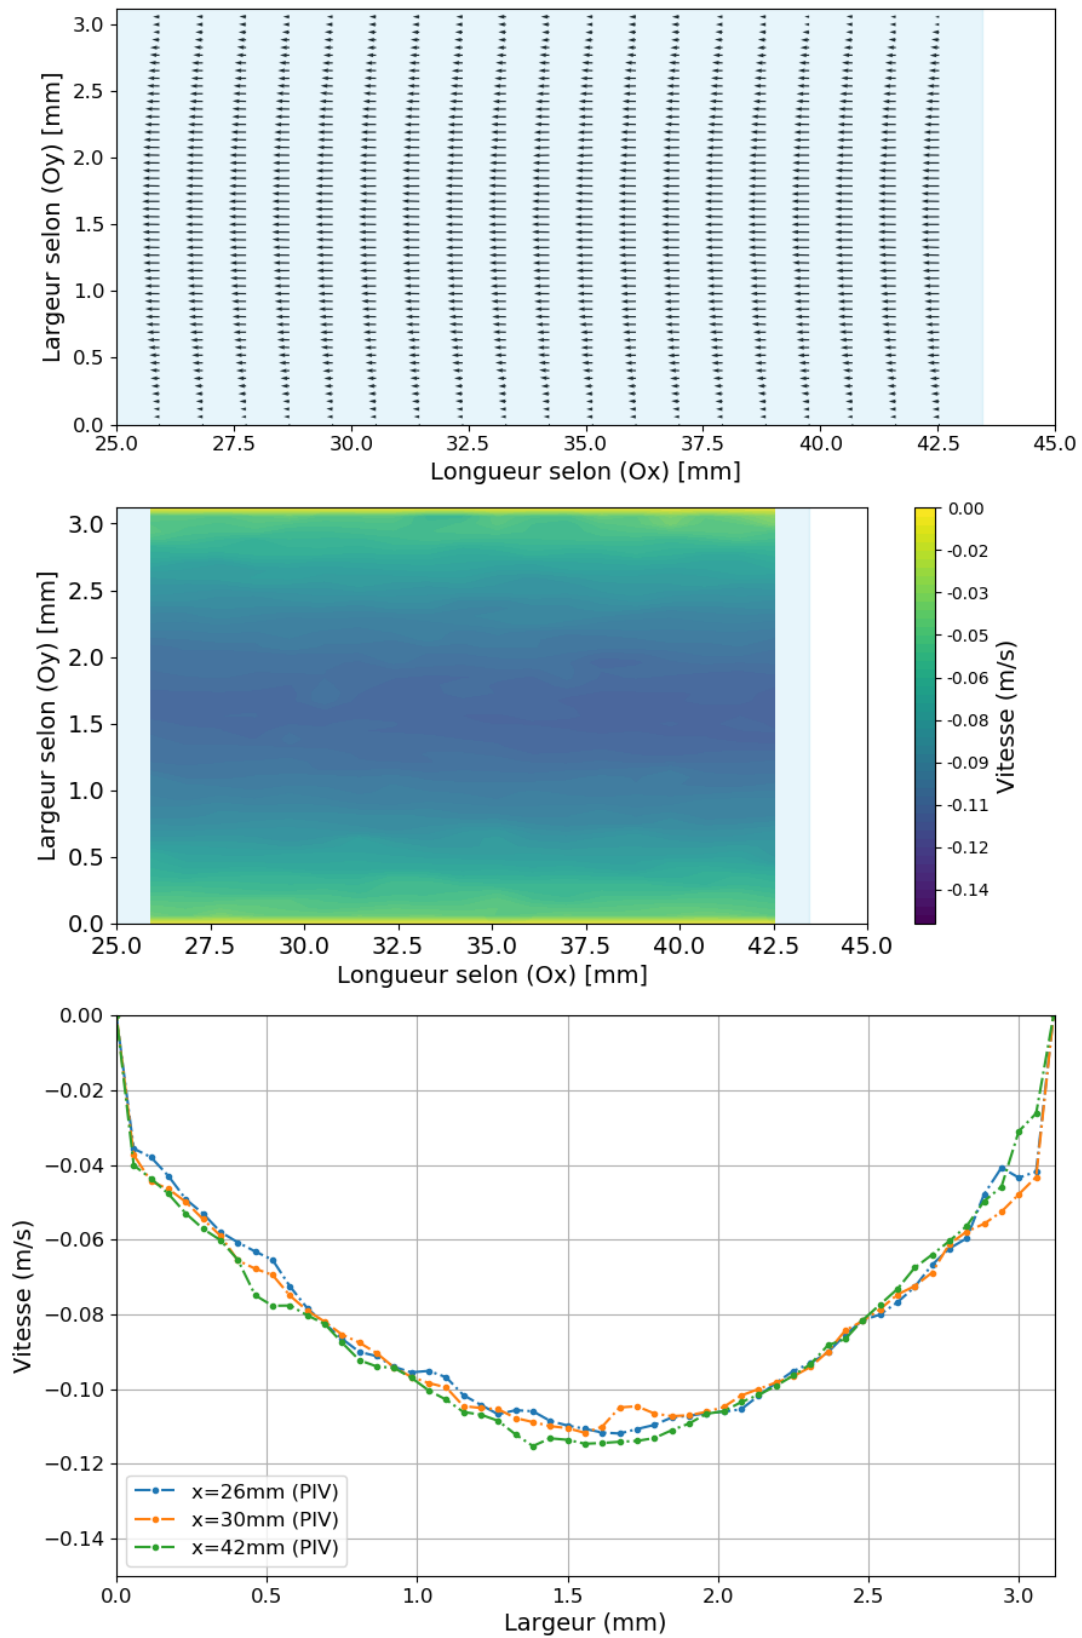 Largeur selon (Oy) [mm]
3.0
2.5
2.0
1.5
1.0
0.5
0.0
25.0 27.5 30.0 32.5 35.0 37.5 40.0 42.5 45.0
Longueur selon (Ox) [mm]
Largeur selon (Oy) [mm]
3.0
2.5
2.0
1.5
1.0
0.5
0.0
25.0 27.5 30.0 32.5 35.0 37.5 40.0 42.5 45.0
Longueur selon (Ox) [mm]
0.00
-0.02
-0.03
-0.05
-0.06
-0.08
-0.09
-0.11
-0.12
-0.14
Vitesse (m/s)
Vitesse (m/s)
0.00
−0.02
−0.04
−0.06
−0.08
−0.10
−0.12
−0.14
x=26mm (PIV)
x=30mm (PIV)
x=42mm (PIV)
0.0 0.5 1.0 1.5 2.0 2.5 3.0
Largeur (mm)